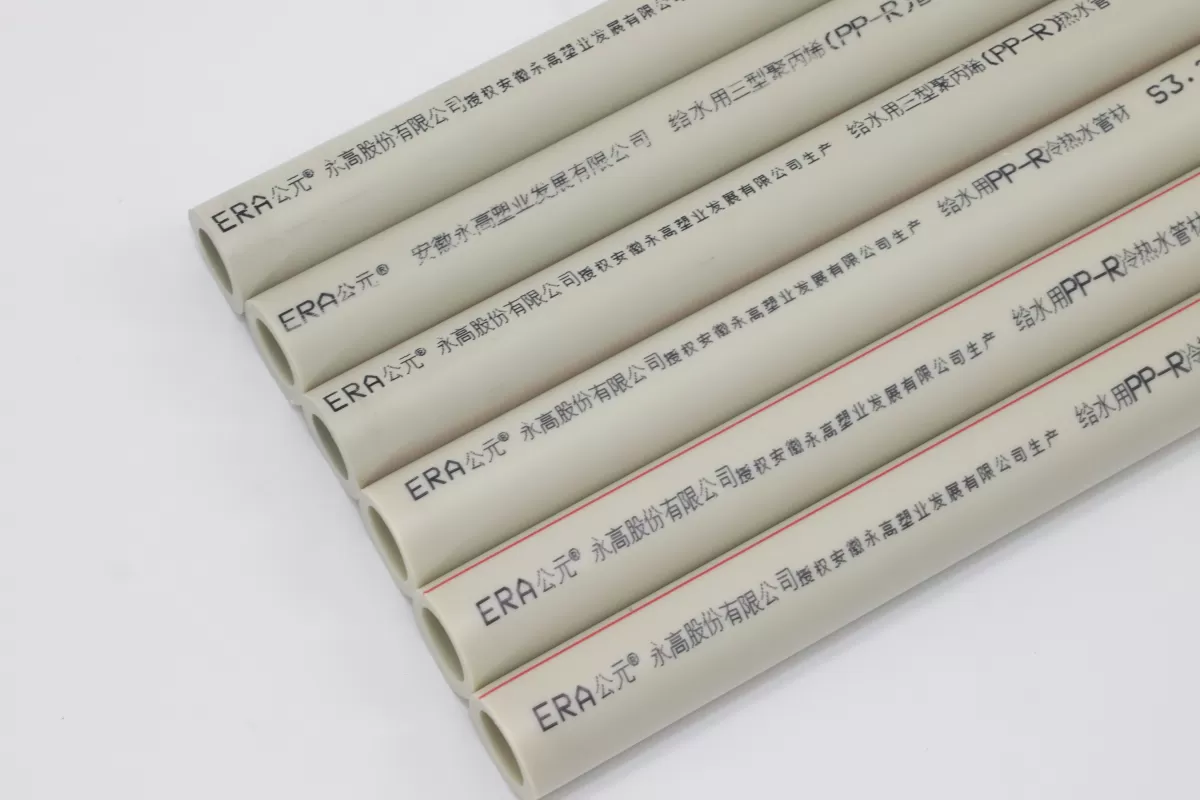 ERA公元® 永高股份有限公司授权安徽永高塑业发展有限公
ERA公元® 安徽永高塑业发展有限公司 给水用三型聚丙烯(PP-R)
ERA公元® 永高股份有限公司授权安徽永高塑业发展有限公司生产 给水用三型聚丙烯(PP-R)热水管
ERA公元® 永高股份有限公司授权安徽永高塑业发展有限公司生产 给水用PP-R冷热水管材 S3.
ERA公元® 永高股份有限公司授权安徽永高塑业发展有限公司生产 给水用PP-R冷热水管材
ERA公元® 永高股份有限公司授权安徽永高塑业发展有限公司生产 给水用PP-R冷